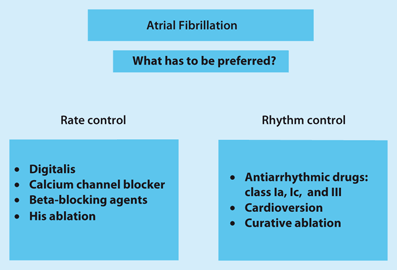 Atrial Fibrillation
What has to be preferred?
Rate control
• Digitalis
• Calcium channel blocker
• Beta-blocking agents
• His ablation
Rhythm control
• Antiarrhythmic drugs:
class Ia, Ic, and III
• Cardioversion
• Curative ablation